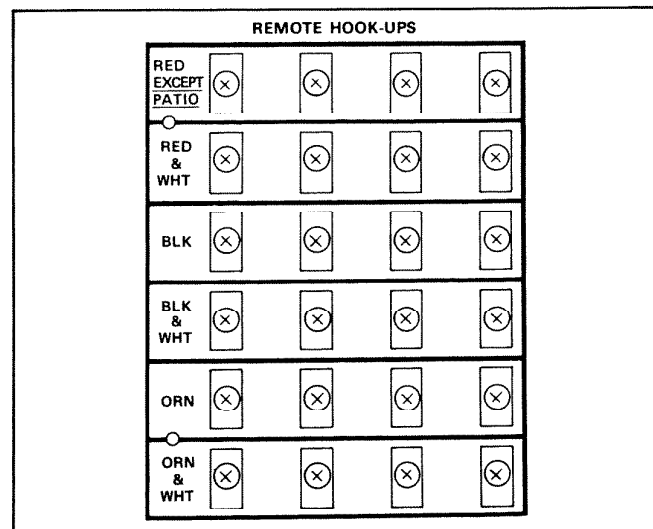 REMOTE HOOK-UPS
RED
EXCEPT
PATIO
RED
&
WHT
BLK
BLK
&
WHT
ORN
ORN
&
WHT